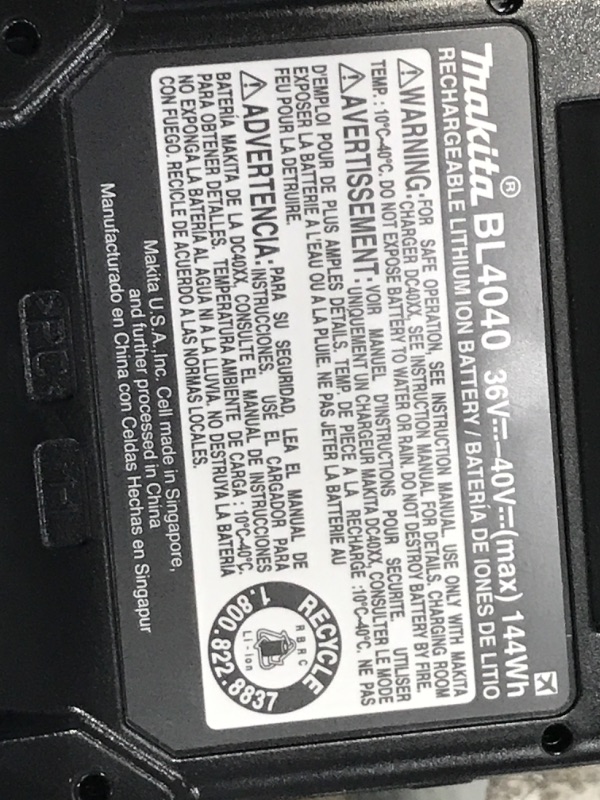 makita® BL4040 36V⎓–40V⎓(max) 144Wh
RECHARGEABLE LITHIUM ION BATTERY / BATERÍA DE IONES DE LITIO
⚠WARNING: FOR SAFE OPERATION, SEE INSTRUCTION MANUAL, USE ONLY WITH MAKITA
CHARGER DC40XX, SEE INSTRUCTION MANUAL FOR DETAILS, CHARGING ROOM
TEMP.: 10°C-40°C. DO NOT EXPOSE BATTERY TO WATER OR RAIN. DO NOT DESTROY BATTERY BY FIRE.
⚠AVERTISSEMENT: VOIR MANUEL D'INSTRUCTIONS POUR SECURITE. UTILISER
UNIQUEMENT UN CHARGEUR MAKITA DC40XX, CONSULTER LE MODE
D'EMPLOI POUR DE PLUS AMPLES DÉTAILS, TEMP. DE PIECE À LA RECHARGE :10°C-40°C. NE PAS
EXPOSER LA BATTERIE A L'EAU OU A LA PLUIE. NE PAS JETER LA BATTERIE AU
FEU POUR LA DETRUIRE.
⚠ADVERTENCIA: PARA SU SEGURIDAD, LEA EL MANUAL DE
INSTRUCCIONES. USE EL CARGADOR PARA
BATERÍA MAKITA DE LA DC40XX, CONSULTE EL MANUAL DE INSTRUCCIONES
PARA OBTENER DETALLES, TEMPERATURA AMBIENTE DE CARGA : 10°C-40°C.
NO EXPONGA LA BATERÍA AL AGUA NI A LA LLUVIA. NO DESTRUYA LA BATERÍA
CON FUEGO. RECICLE DE ACUERDO A LAS NORMAS LOCALES.
RECYCLE
RBRC
Li-ion
1.800.822.8837
Makita U.S.A.,Inc. Cell made in Singapore,
and further processed in China
Manufacturado en China con Celdas Hechas en Singapur